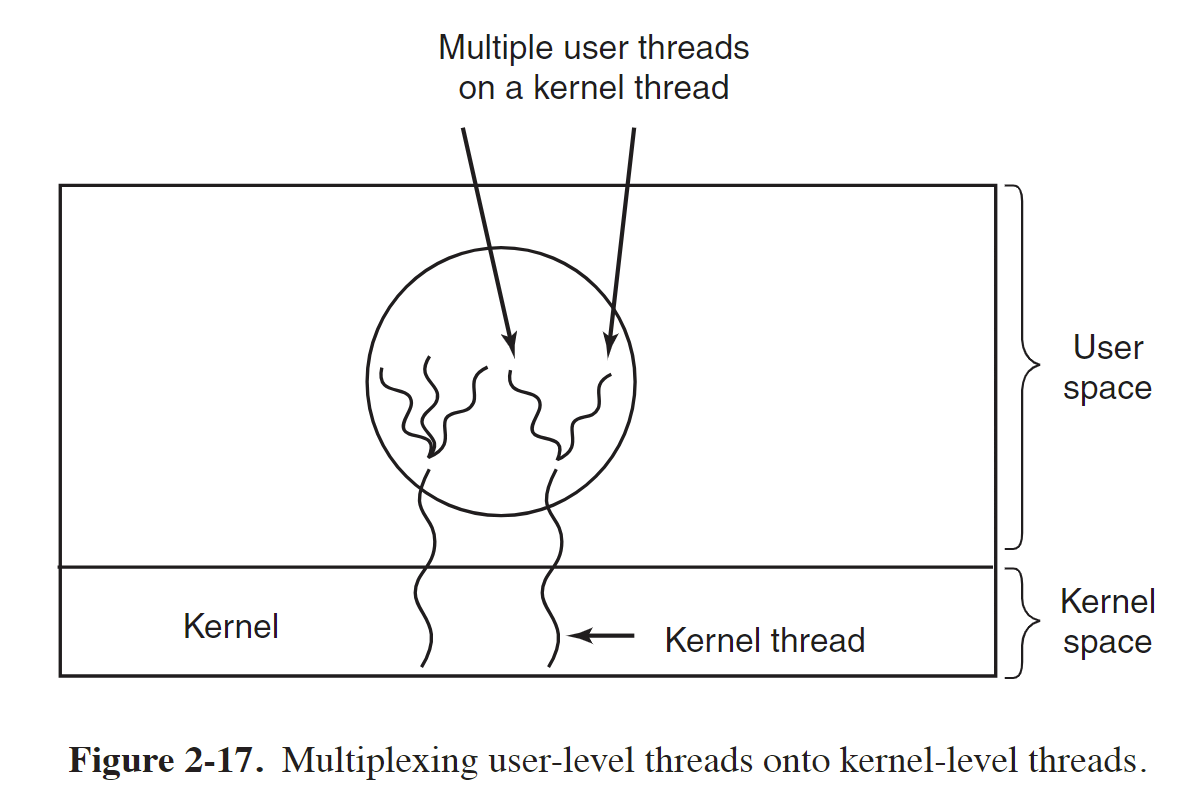 Multiple user threads
on a kernel thread
User
space
Kernel
Kernel thread
Kernel
space
Figure 2-17. Multiplexing user-level threads onto kernel-level threads.